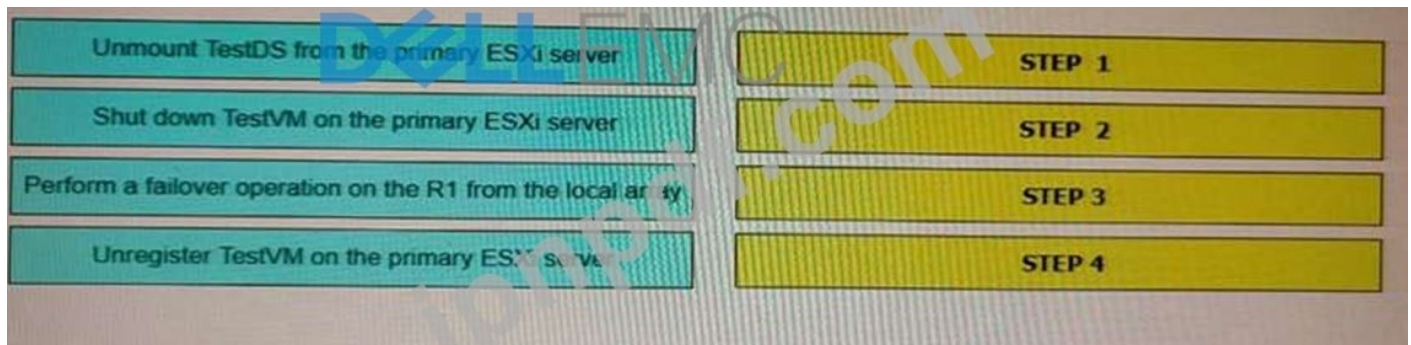 DELL EMC
Unmount TestDS from the primary ESXi server
STEP 1
Shut down TestVM on the primary ESXi server
STEP 2
Perform a failover operation on the R1 from the local array
STEP 3
Unregister TestVM on the primary ESXi server
STEP 4